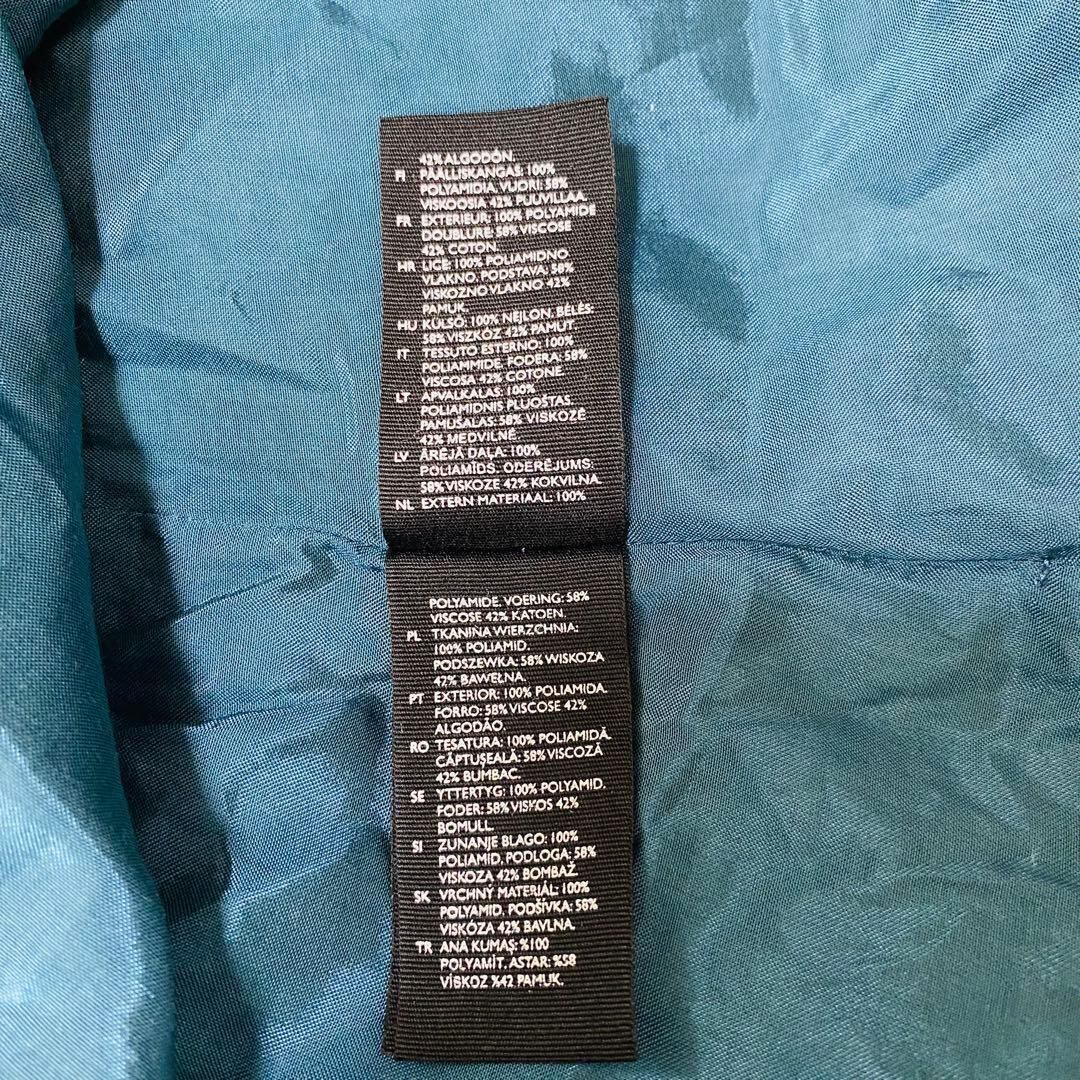 42% ALGODÓN.
FI PÄÄLLISKANGAS: 100%
POLYAMIDIA, VUORI: 58%
VISKOOSIA 42% PUUVILLAA.
FR EXTERIEUR: 100% POLYAMIDE
DOUBLURE: 58% VISCOSE
42% COTON.
HR LICE: 100% POLIAMIDNO
VLAKNO, PODSTAVA: 58%
VISKOZNO VLAKNO 42%
PAMUK.
HU KÜLSŐ: 100% NEJLON, BÉLÉS:
58% VISZKÓZ 42% PAMUT.
IT TESSUTO ESTERNO: 100%
POLIAMMIDE, FODERA: 58%
VISCOSA 42% COTONE.
LT APVALKALAS: 100%
POLIAMIDNIS PLUOŠTAS,
PAMUŠALAS: 58% VISKOZĖ
42% MEDVILNĖ.
LV ĀRĒJĀ DAĻA: 100%
POLIAMĪDS, ODERĒJUMS:
58% VISKOZE 42% KOKVILNA
NL EXTERN MATERIAAL: 100%
POLYAMIDE, VOERING: 58%
VISCOSE 42% KATOEN.
PL TKANINA WIERZCHNIA:
100% POLIAMID.
PODSZEWKA: 58% WISKOZA
42% BAWEŁNA.
PT EXTERIOR: 100% POLIAMIDA,
FORRO: 58% VISCOSE 42%
ALGODÃO.
RO TESATURA: 100% POLIAMIDĂ,
CĂPTUŞEALĂ: 58% VISCOZĂ
42% BUMBAC.
SE YTTERTYG: 100% POLYAMID,
FODER: 58% VISKOS 42%
BOMULL.
SI ZUNANJE BLAGO: 100%
POLIAMID, PODLOGA: 58%
VISKOZA 42% BOMBAŽ.
SK VRCHNÝ MATERIÁL: 100%
POLYAMID, PODŠÍVKA: 58%
VISKÓZA 42% BAVLNA.
TR ANA KUMAŞ: %100
POLYAMİT, ASTAR: %58
VİSKOZ %42 PAMUK.